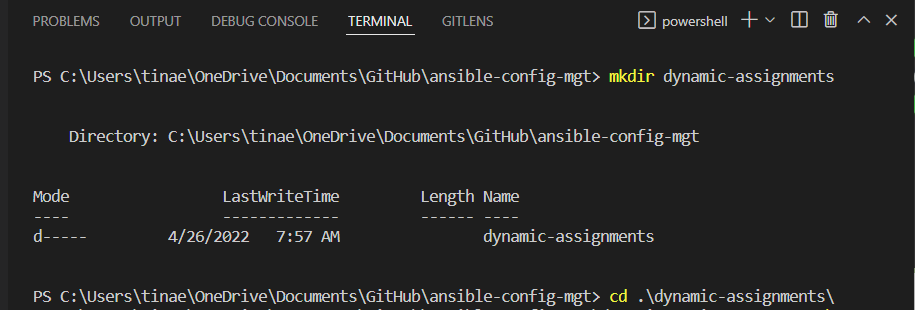 PROBLEMS OUTPUT DEBUG CONSOLE TERMINAL GITLENS powershell
PS C:\Users\tinae\OneDrive\Documents\GitHub\ansible-config-mgt> mkdir dynamic-assignments
Directory: C:\Users\tinae\OneDrive\Documents\GitHub\ansible-config-mgt
Mode LastWriteTime Length Name
---- ------------- ------ ----
d----- 4/26/2022 7:57 AM dynamic-assignments
PS C:\Users\tinae\OneDrive\Documents\GitHub\ansible-config-mgt> cd .\dynamic-assignments\